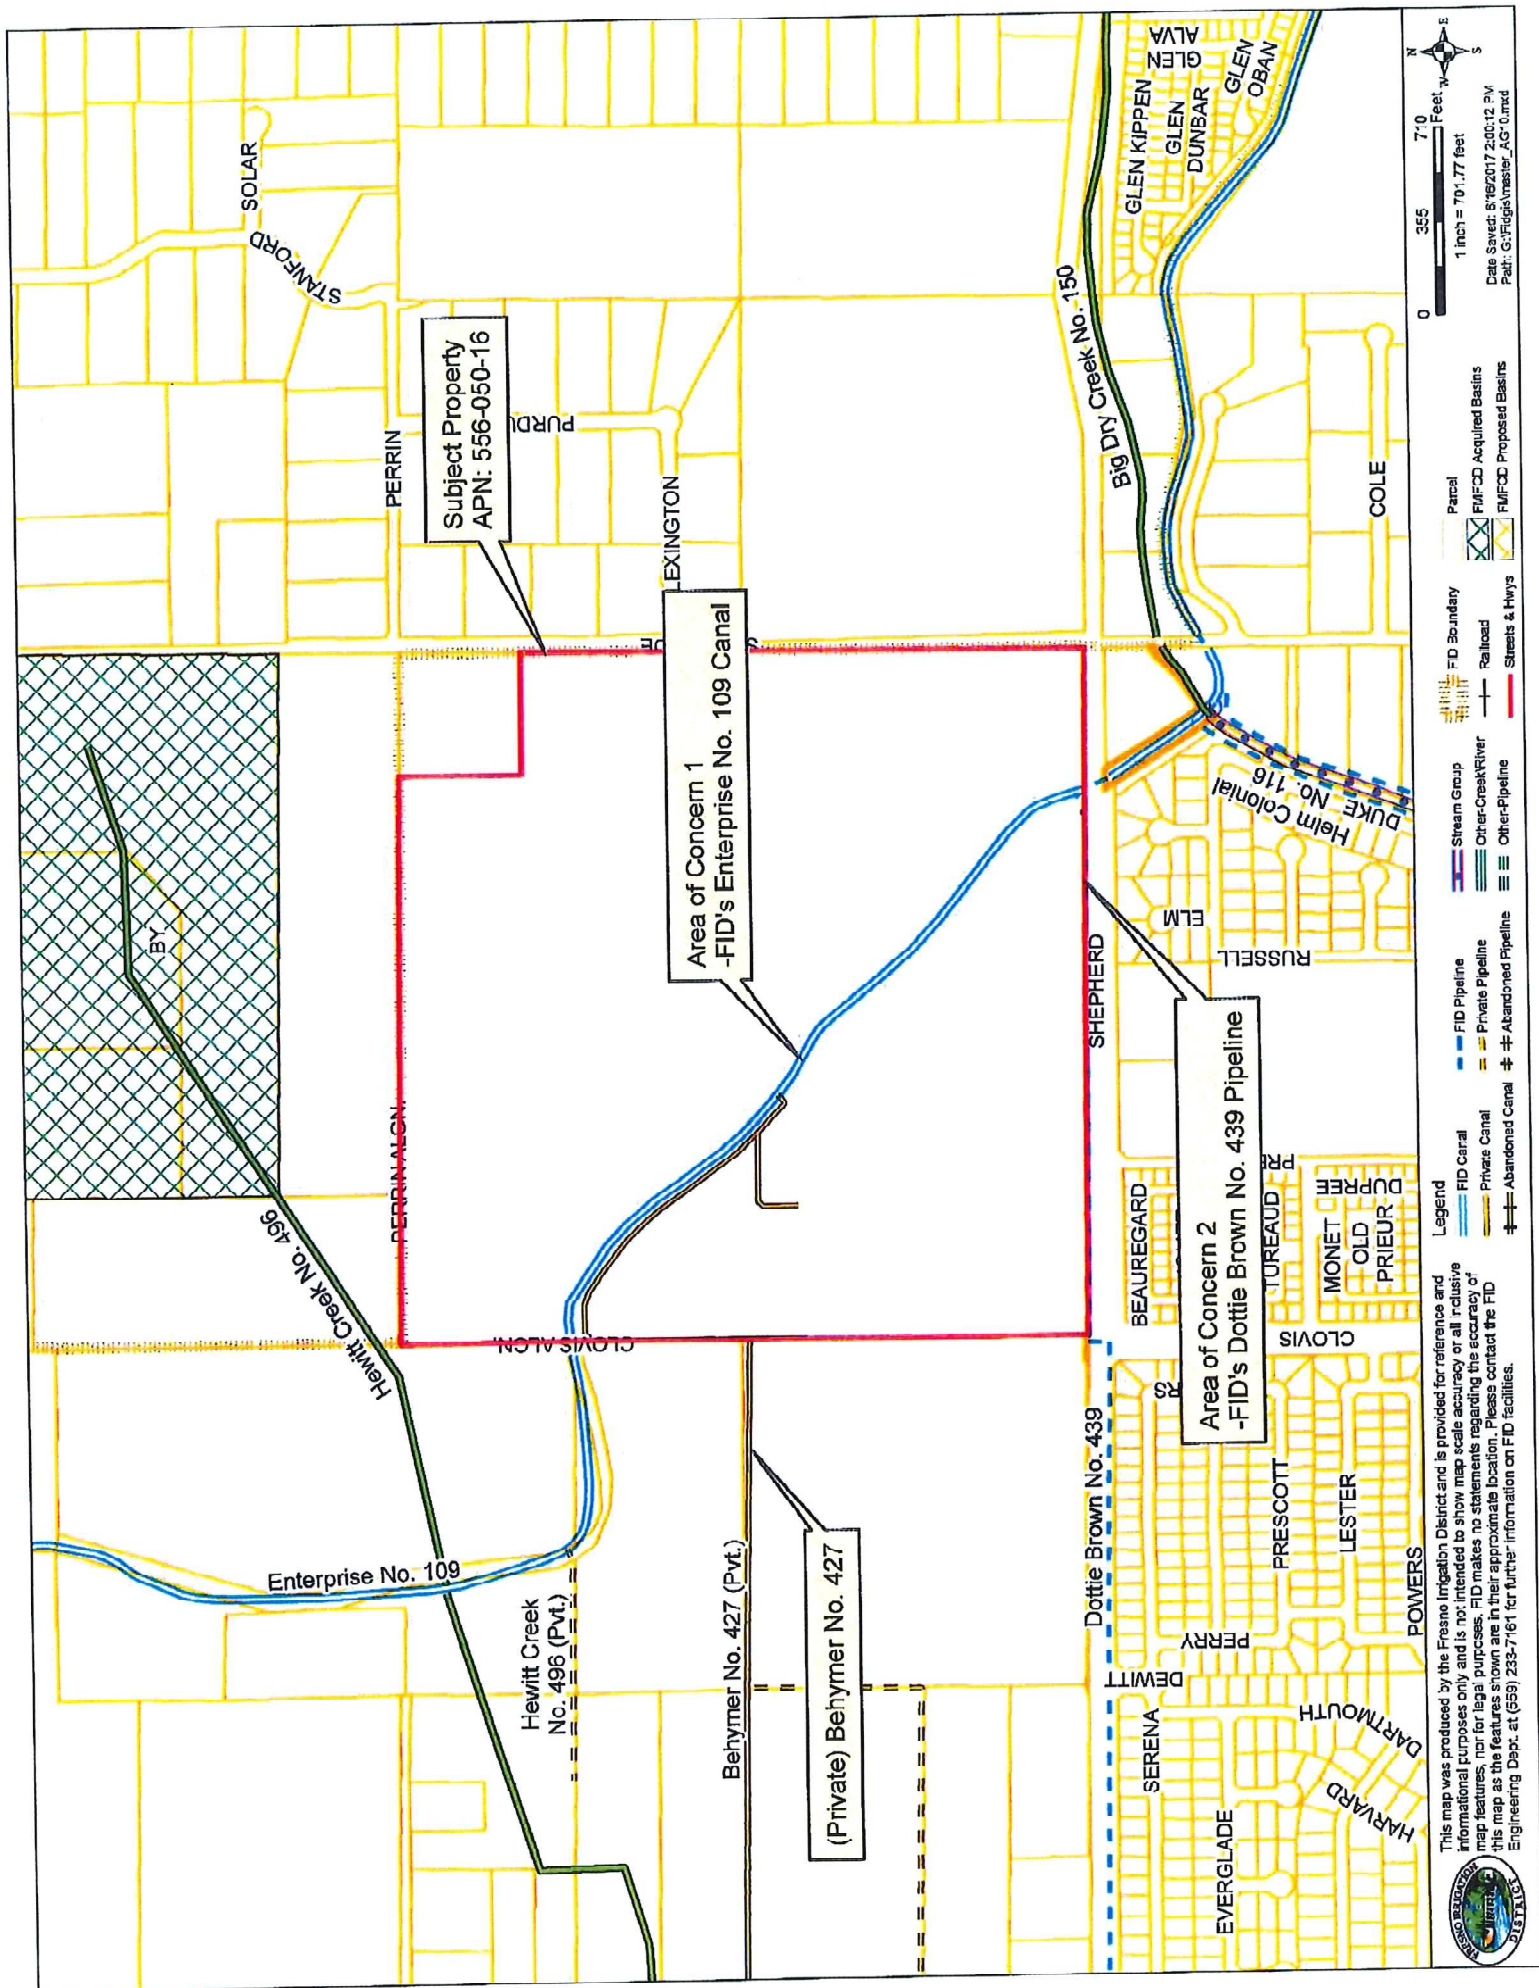 SOLAR
STANFORD
PERRIN
Subject Property
APN: 556-050-16
LEXINGTON
BY
Hewitt Creek No. 496
PERRIN ALGN.
CLOVIS ALGN.
Area of Concern 1
-FID's Enterprise No. 109 Canal
Enterprise No. 109
Hewitt Creek
No. 496 (Pvt.)
Behymer No. 427 (Pvt.)
(Private) Behymer No. 427
Big Dry Creek No. 150
GLEN KIPPEN
GLEN
DUNBAR
GLEN
ALVA
GLEN
OBAN
COLE
Helm Colonial
No. 116
DUKE
ELM
RUSSELL
SHEPHERD
Area of Concern 2
-FID's Dottie Brown No. 439 Pipeline
BEAUREGARD
TUREAUD
MONET
OLD
PRIEUR
DUPREE
CLOVIS
Dottie Brown No. 439
PRESCOTT
LESTER
POWERS
PERRY
DEWITT
SERENA
EVERGLADE
DARTMOUTH
HARVARD
FRESNO IRRIGATION
DISTRICT
This map was produced by the Fresno Irrigation District and is provided for reference and
informational purposes only and is not intended to show map scale accuracy or all inclusive
map features, nor for legal purposes. FID makes no statements regarding the accuracy of
this map as the features shown are in their approximate location. Please contact the FID
Engineering Dept. at (559) 233-7161 for further information on FID facilities.
Legend
FID Canal
Private Canal
Abandoned Canal
FID Pipeline
Private Pipeline
Abandoned Pipeline
Stream Group
Other-Creek\River
Other-Pipeline
FID Boundary
Railroad
Streets & Hwys
Parcel
FMFCD Acquired Basins
FMFCD Proposed Basins
0 355 710
Feet
1 inch = 701.77 feet
N
W E
S